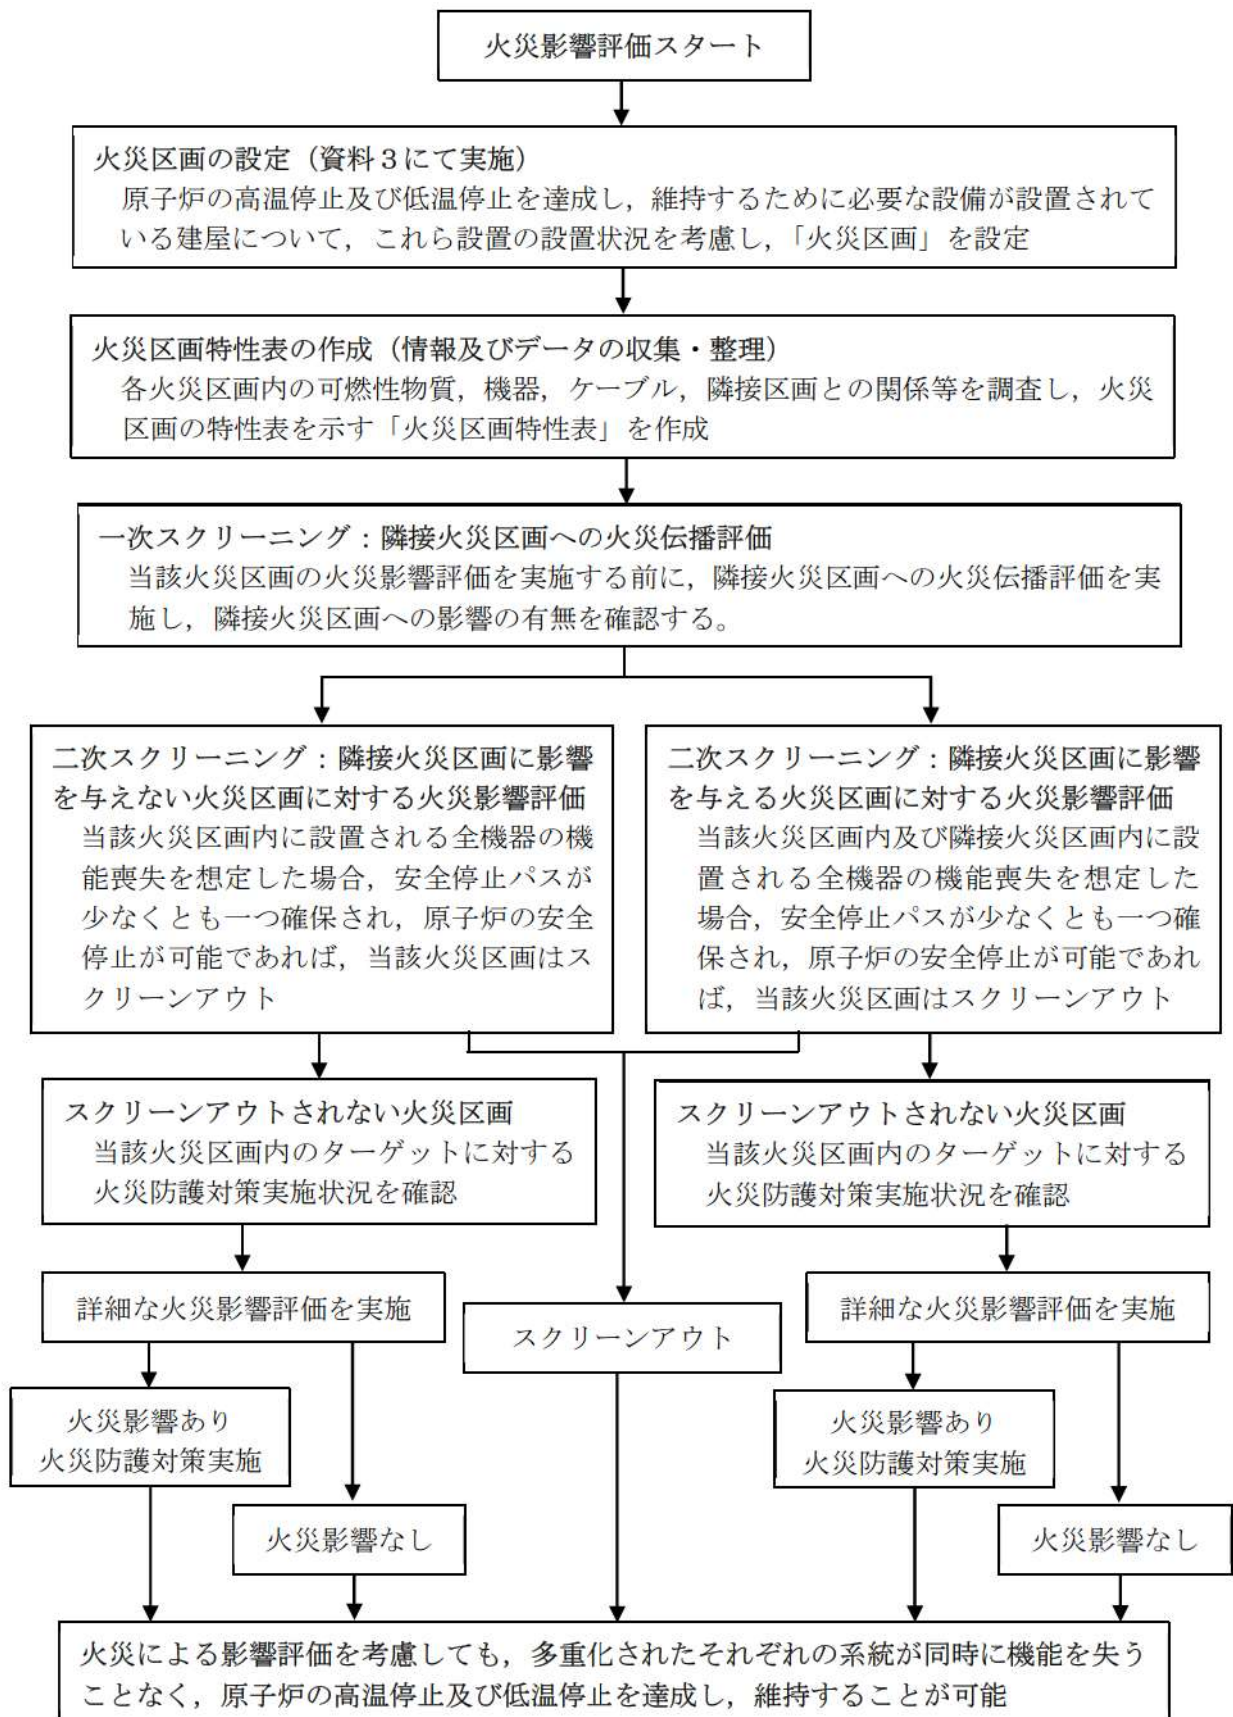 火災影響評価スタート
火災区画の設定（資料３にて実施）
原子炉の高温停止及び低温停止を達成し，維持するために必要な設備が設置されて
いる建屋について，これら設置の設置状況を考慮し，「火災区画」を設定
火災区画特性表の作成（情報及びデータの収集・整理）
各火災区画内の可燃性物質，機器，ケーブル，隣接区画との関係等を調査し，火災
区画の特性表を示す「火災区画特性表」を作成
一次スクリーニング：隣接火災区画への火災伝播評価
当該火災区画の火災影響評価を実施する前に，隣接火災区画への火災伝播評価を実
施し，隣接火災区画への影響の有無を確認する。
二次スクリーニング：隣接火災区画に影響
を与えない火災区画に対する火災影響評価
当該火災区画内に設置される全機器の機
能喪失を想定した場合，安全停止パスが
少なくとも一つ確保され，原子炉の安全
停止が可能であれば，当該火災区画はス
クリーンアウト
二次スクリーニング：隣接火災区画に影響
を与える火災区画に対する火災影響評価
当該火災区画内及び隣接火災区画内に設
置される全機器の機能喪失を想定した
場合，安全停止パスが少なくとも一つ確
保され，原子炉の安全停止が可能であれ
ば，当該火災区画はスクリーンアウト
スクリーンアウトされない火災区画
当該火災区画内のターゲットに対する
火災防護対策実施状況を確認
スクリーンアウトされない火災区画
当該火災区画内のターゲットに対する
火災防護対策実施状況を確認
詳細な火災影響評価を実施
スクリーンアウト
詳細な火災影響評価を実施
火災影響あり
火災防護対策実施
火災影響なし
火災影響あり
火災防護対策実施
火災影響なし
火災による影響評価を考慮しても，多重化されたそれぞれの系統が同時に機能を失う
ことなく，原子炉の高温停止及び低温停止を達成し，維持することが可能